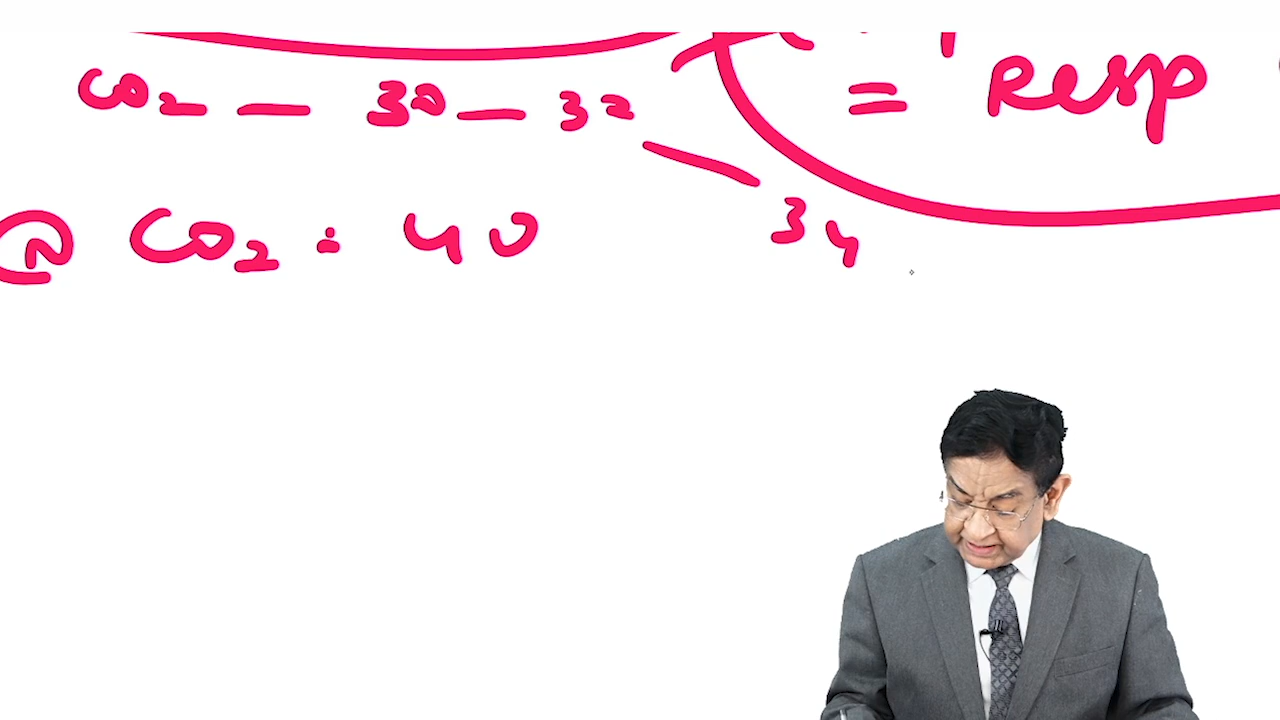 CO2 — 30 — 32 — 34
= Resp
@ CO2 : 40